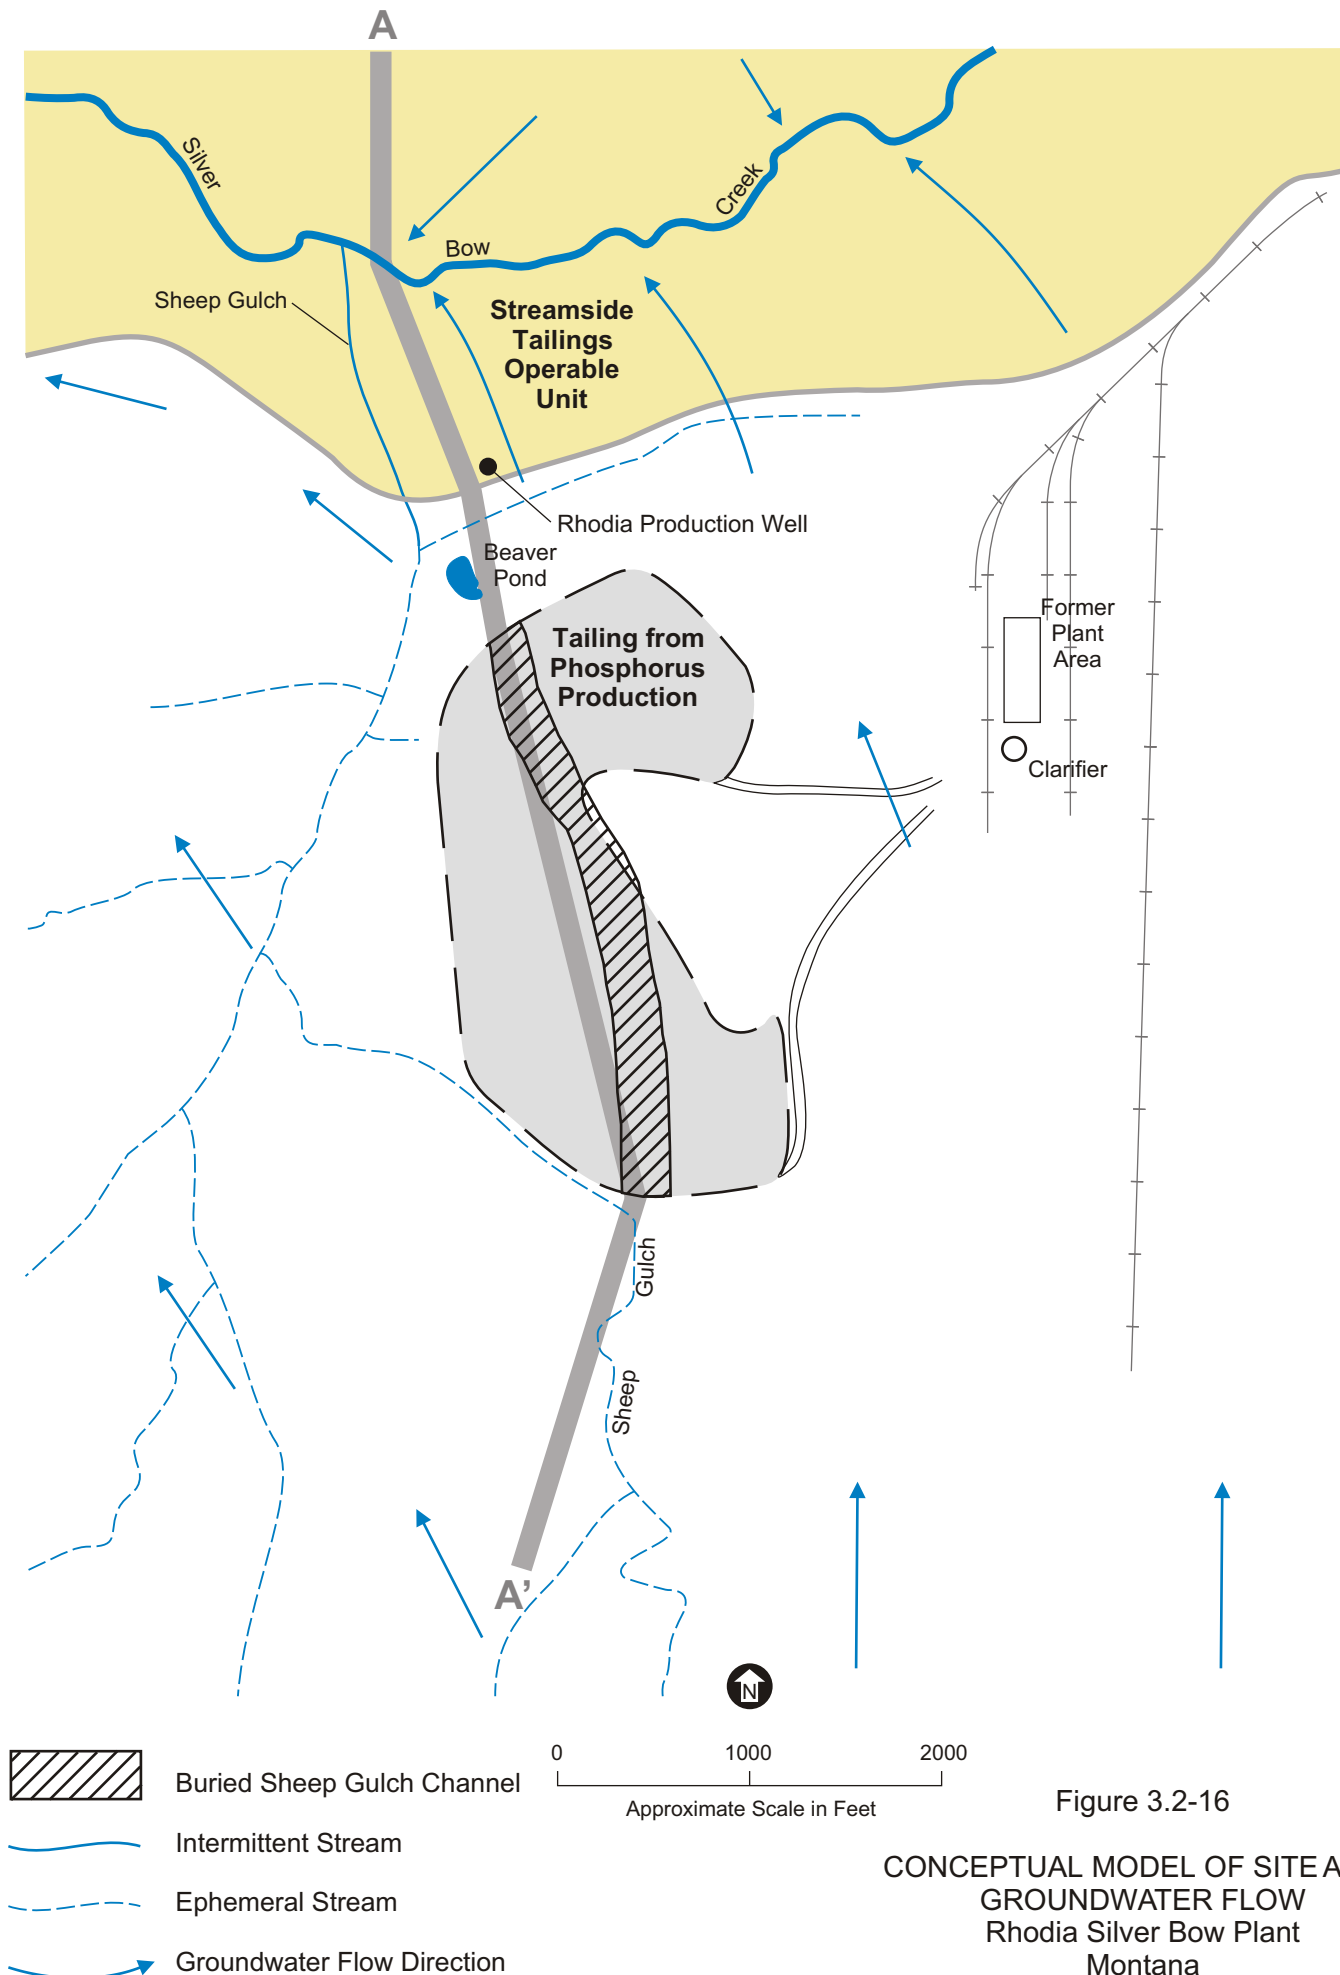 A
Silver
Creek
Bow
Sheep Gulch
Streamside
Tailings
Operable
Unit
Rhodia Production Well
Beaver
Pond
Former
Plant
Area
Tailing from
Phosphorus
Production
Clarifier
Gulch
Sheep
A’
N
0 1000 2000
Approximate Scale in Feet
Buried Sheep Gulch Channel
Intermittent Stream
Ephemeral Stream
Groundwater Flow Direction
Figure 3.2-16
CONCEPTUAL MODEL OF SITE A
GROUNDWATER FLOW
Rhodia Silver Bow Plant
Montana